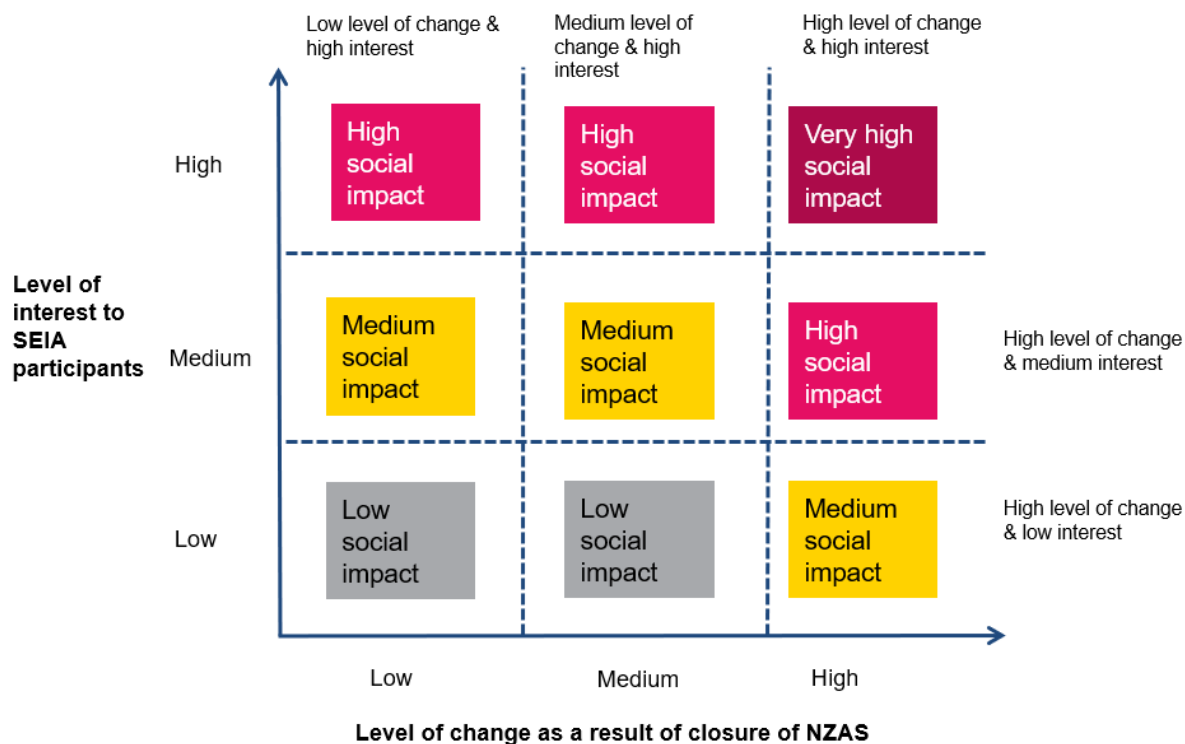 Low level of change &
high interest
Medium level of
change & high
interest
High level of change
& high interest
High
High
social
impact
High
social
impact
Very high
social
impact
Level of
interest to
SEIA
participants
Medium
Medium
social
impact
Medium
social
impact
High
social
impact
High level of change
& medium interest
Low
Low
social
impact
Low
social
impact
Medium
social
impact
High level of change
& low interest
Low
Medium
High
Level of change as a result of closure of NZAS